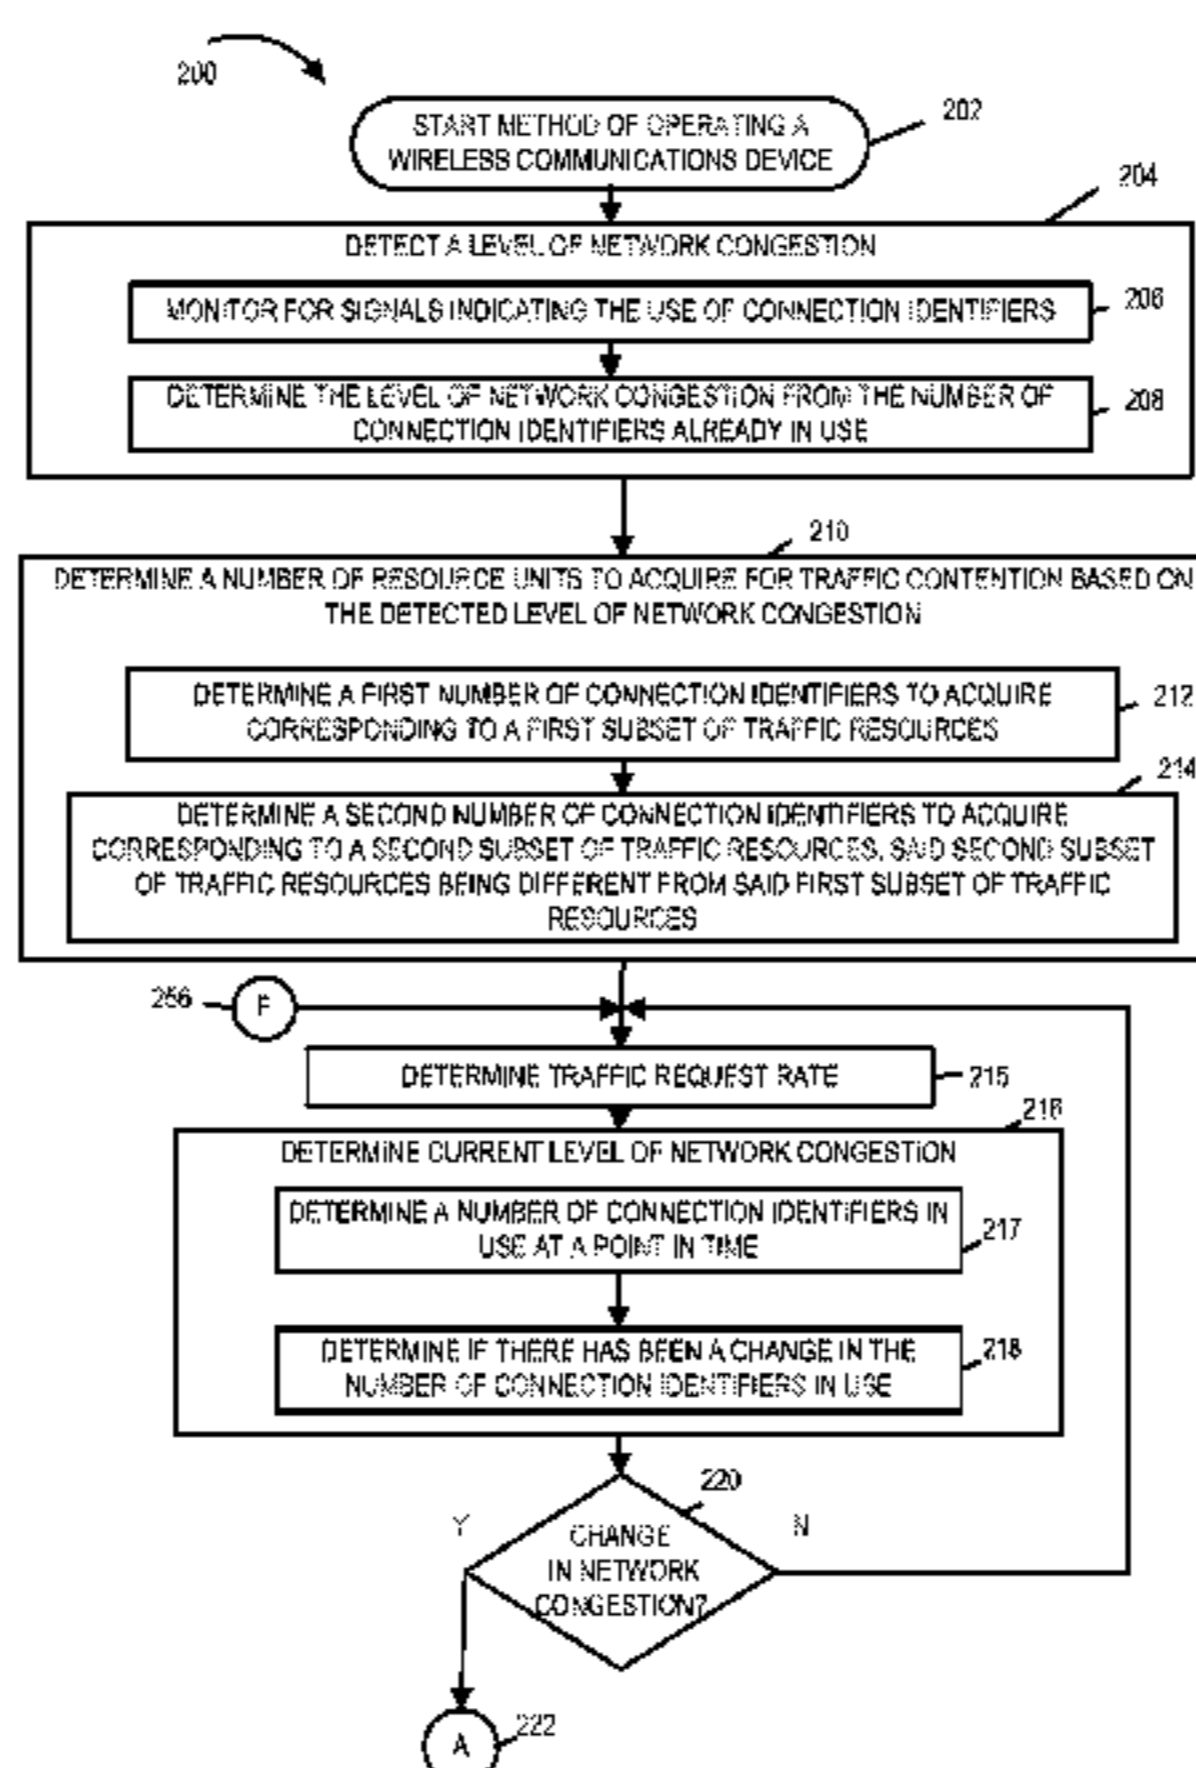 200
START METHOD OF OPERATING A
WIRELESS COMMUNICATIONS DEVICE
202
204
DETECT A LEVEL OF NETWORK CONGESTION
MONITOR FOR SIGNALS INDICATING THE USE OF CONNECTION IDENTIFIERS
206
DETERMINE THE LEVEL OF NETWORK CONGESTION FROM THE NUMBER OF
CONNECTION IDENTIFIERS ALREADY IN USE
208
210
DETERMINE A NUMBER OF RESOURCE UNITS TO ACQUIRE FOR TRAFFIC CONTENTION BASED ON
THE DETECTED LEVEL OF NETWORK CONGESTION
DETERMINE A FIRST NUMBER OF CONNECTION IDENTIFIERS TO ACQUIRE
CORRESPONDING TO A FIRST SUBSET OF TRAFFIC RESOURCES
212
214
DETERMINE A SECOND NUMBER OF CONNECTION IDENTIFIERS TO ACQUIRE
CORRESPONDING TO A SECOND SUBSET OF TRAFFIC RESOURCES, SAID SECOND SUBSET
OF TRAFFIC RESOURCES BEING DIFFERENT FROM SAID FIRST SUBSET OF TRAFFIC
RESOURCES
256
F
DETERMINE TRAFFIC REQUEST RATE
215
216
DETERMINE CURRENT LEVEL OF NETWORK CONGESTION
DETERMINE A NUMBER OF CONNECTION IDENTIFIERS IN
USE AT A POINT IN TIME
217
DETERMINE IF THERE HAS BEEN A CHANGE IN THE
NUMBER OF CONNECTION IDENTIFIERS IN USE
218
220
Y
N
CHANGE
IN NETWORK
CONGESTION?
A
222